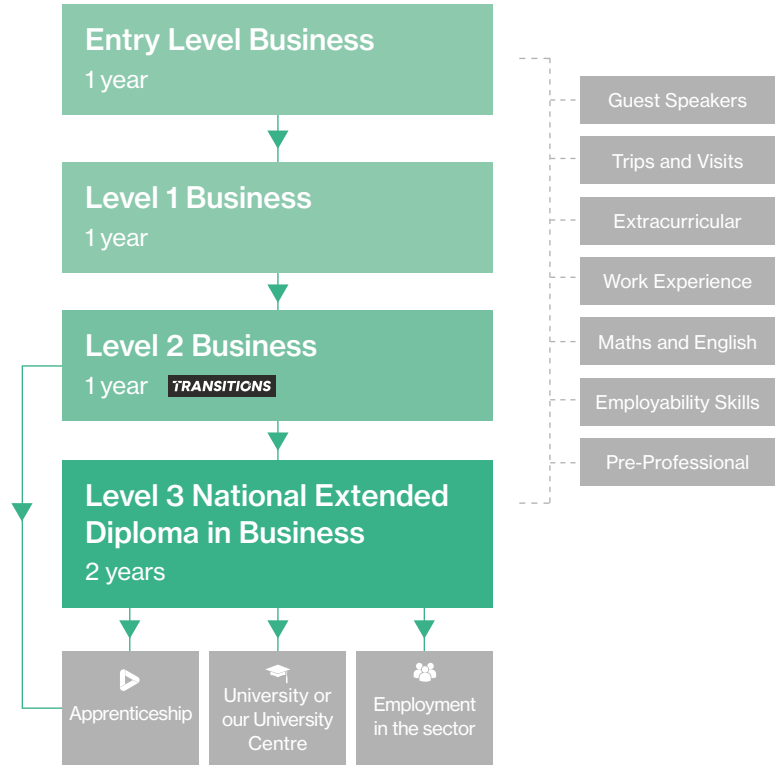 Entry Level Business
1 year
Level 1 Business
1 year
Level 2 Business
1 year TRANSITIONS
Level 3 National Extended
Diploma in Business
2 years
Apprenticeship
University or
our University
Centre
Employment
in the sector
Guest Speakers
Trips and Visits
Extracurricular
Work Experience
Maths and English
Employability Skills
Pre-Professional